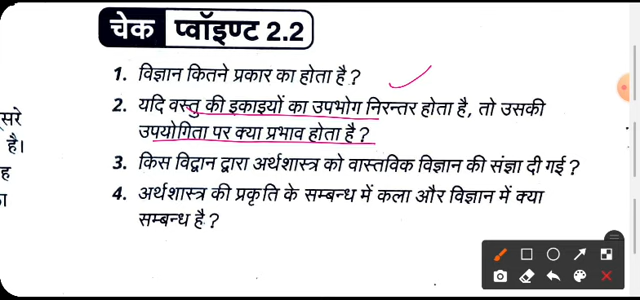 चेक प्वॉइण्ट 2.2
1. विज्ञान कितने प्रकार का होता है?
2. यदि वस्तु की इकाइयों का उपभोग निरन्तर होता है, तो उसकी
उपयोगिता पर क्या प्रभाव होता है?
3. किस विद्वान द्वारा अर्थशास्त्र को वास्तविक विज्ञान की संज्ञा दी गई?
4. अर्थशास्त्र की प्रकृति के सम्बन्ध में कला और विज्ञान में क्या
सम्बन्ध है?
सरे
है।
ह